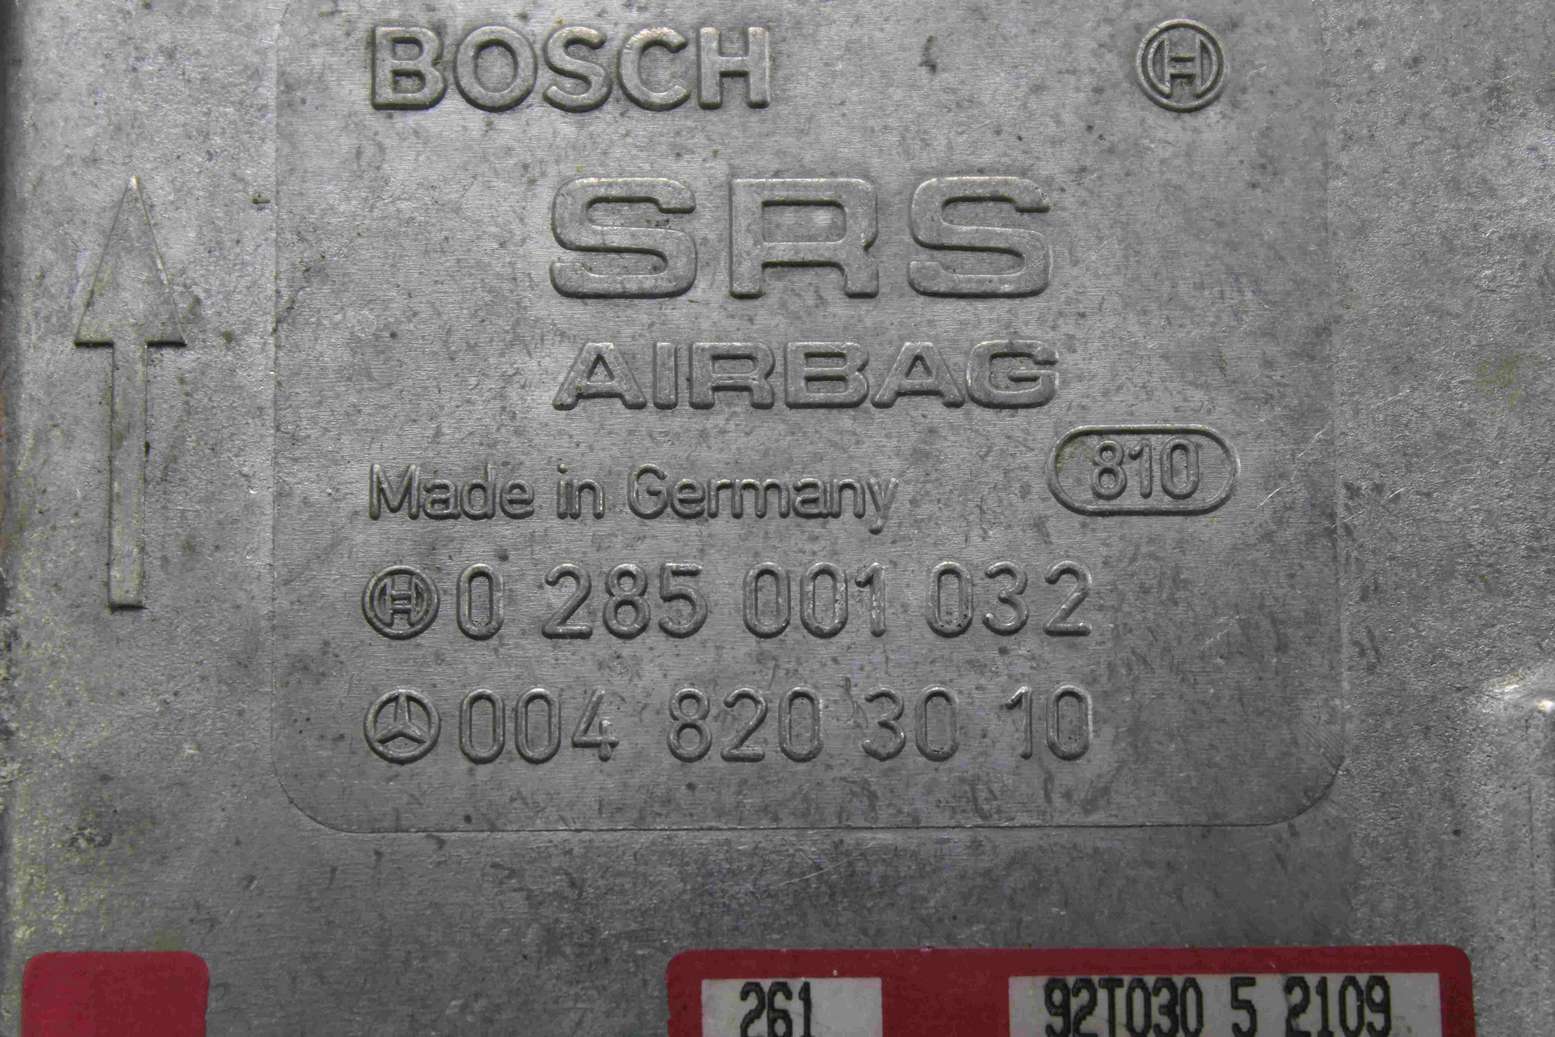 BOSCH
SRS
AIRBAG
Made in Germany 810
0 285 001 032
004 820 30 10
261 92T030 5 2109